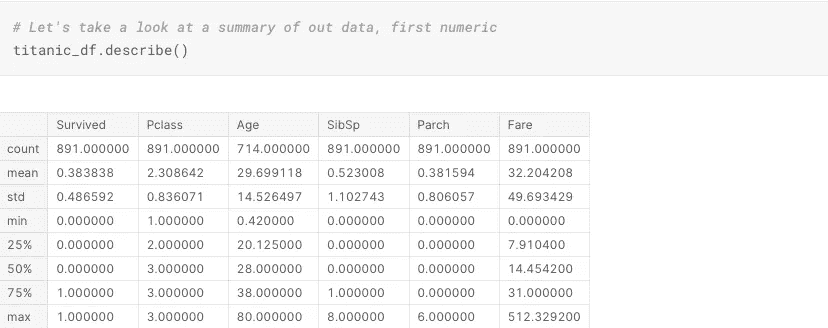 # Let's take a look at a summary of out data, first numeric
titanic_df.describe()
Survived Pclass Age SibSp Parch Fare
count 891.000000 891.000000 714.000000 891.000000 891.000000 891.000000
mean 0.383838 2.308642 29.699118 0.523008 0.381594 32.204208
std 0.486592 0.836071 14.526497 1.102743 0.806057 49.693429
min 0.000000 1.000000 0.420000 0.000000 0.000000 0.000000
25% 0.000000 2.000000 20.125000 0.000000 0.000000 7.910400
50% 0.000000 3.000000 28.000000 0.000000 0.000000 14.454200
75% 1.000000 3.000000 38.000000 1.000000 0.000000 31.000000
max 1.000000 3.000000 80.000000 8.000000 6.000000 512.329200